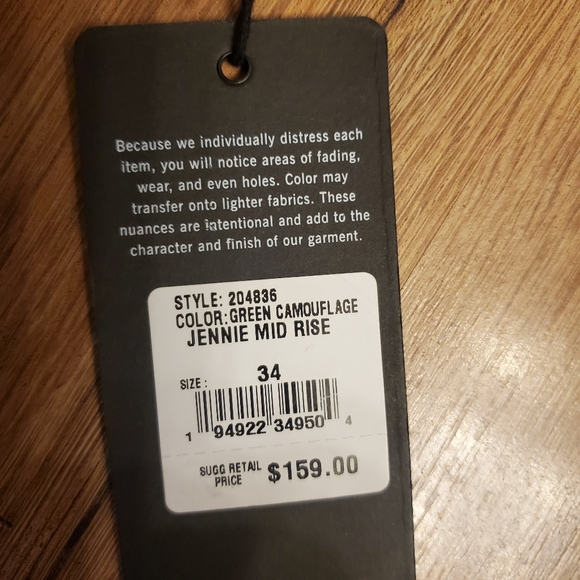 Because we individually distress each
item, you will notice areas of fading,
wear, and even holes. Color may
transfer onto lighter fabrics. These
nuances are intentional and add to the
character and finish of our garment.
STYLE: 204836
COLOR:GREEN CAMOUFLAGE
JENNIE MID RISE
SIZE: 34
1 94922 34950 4
SUGG RETAIL
PRICE $159.00